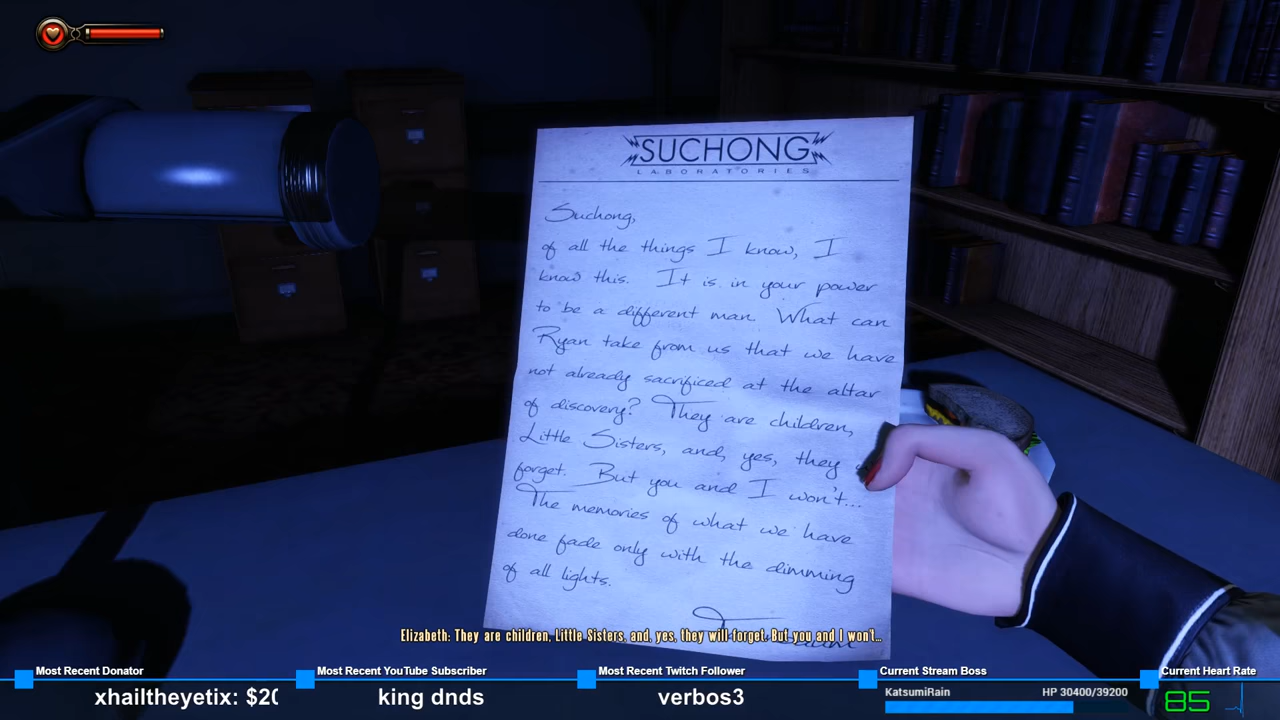 SUCHONG
LABORATORIES
Suchong,
of all the things I know, I
know this. It is in your power
to be a different man. What can
Ryan take from us that we have
not already sacrificed at the altar
of discovery? They are children,
Little Sisters, and, yes, they
forget. But you and I won't...
The memories of what we have
done fade only with the dimming
of all lights.
Elizabeth: They are children, Little Sisters, and, yes, they will forget. But you and I won't...
Most Recent Donator
xhailtheyetix: $20
Most Recent YouTube Subscriber
king dnds
Most Recent Twitch Follower
verbos3
Current Stream Boss
KatsumiRain HP 30400/39200
Current Heart Rate
85